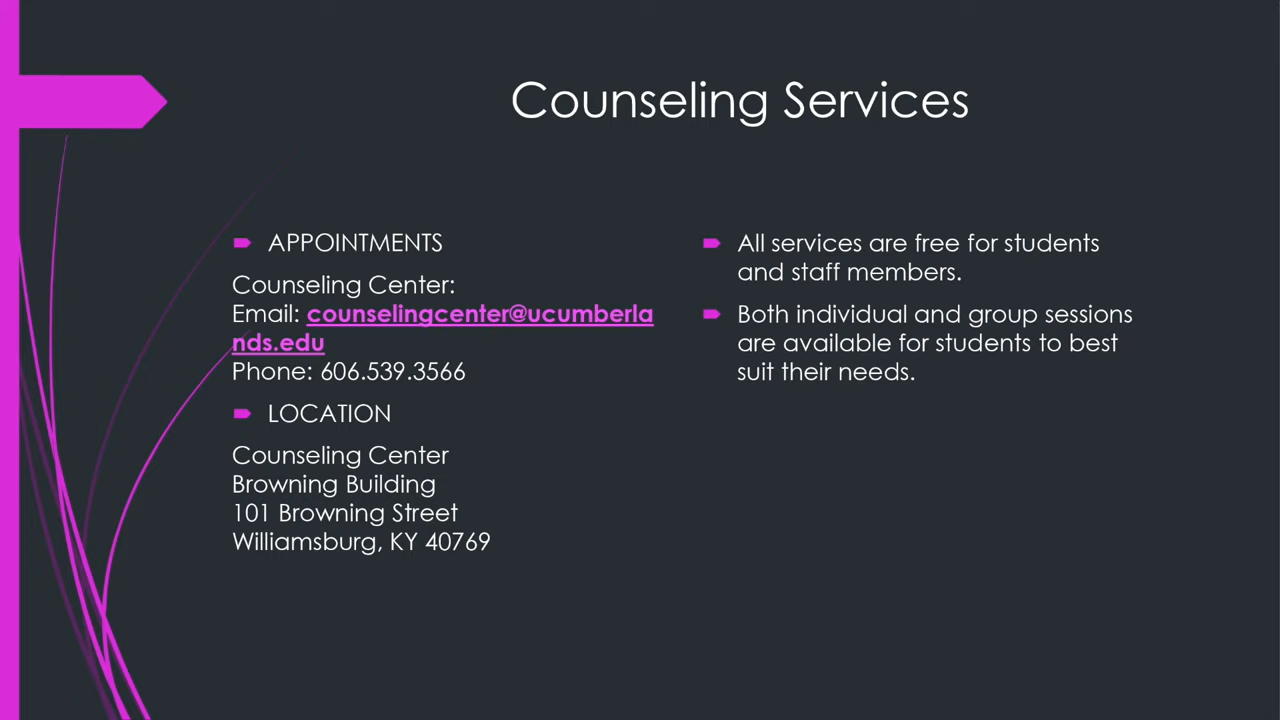 Counseling Services
APPOINTMENTS
Counseling Center:
Email: counselingcenter@ucumberla
nds.edu
Phone: 606.539.3566
LOCATION
Counseling Center
Browning Building
101 Browning Street
Williamsburg, KY 40769
All services are free for students
and staff members.
Both individual and group sessions
are available for students to best
suit their needs.